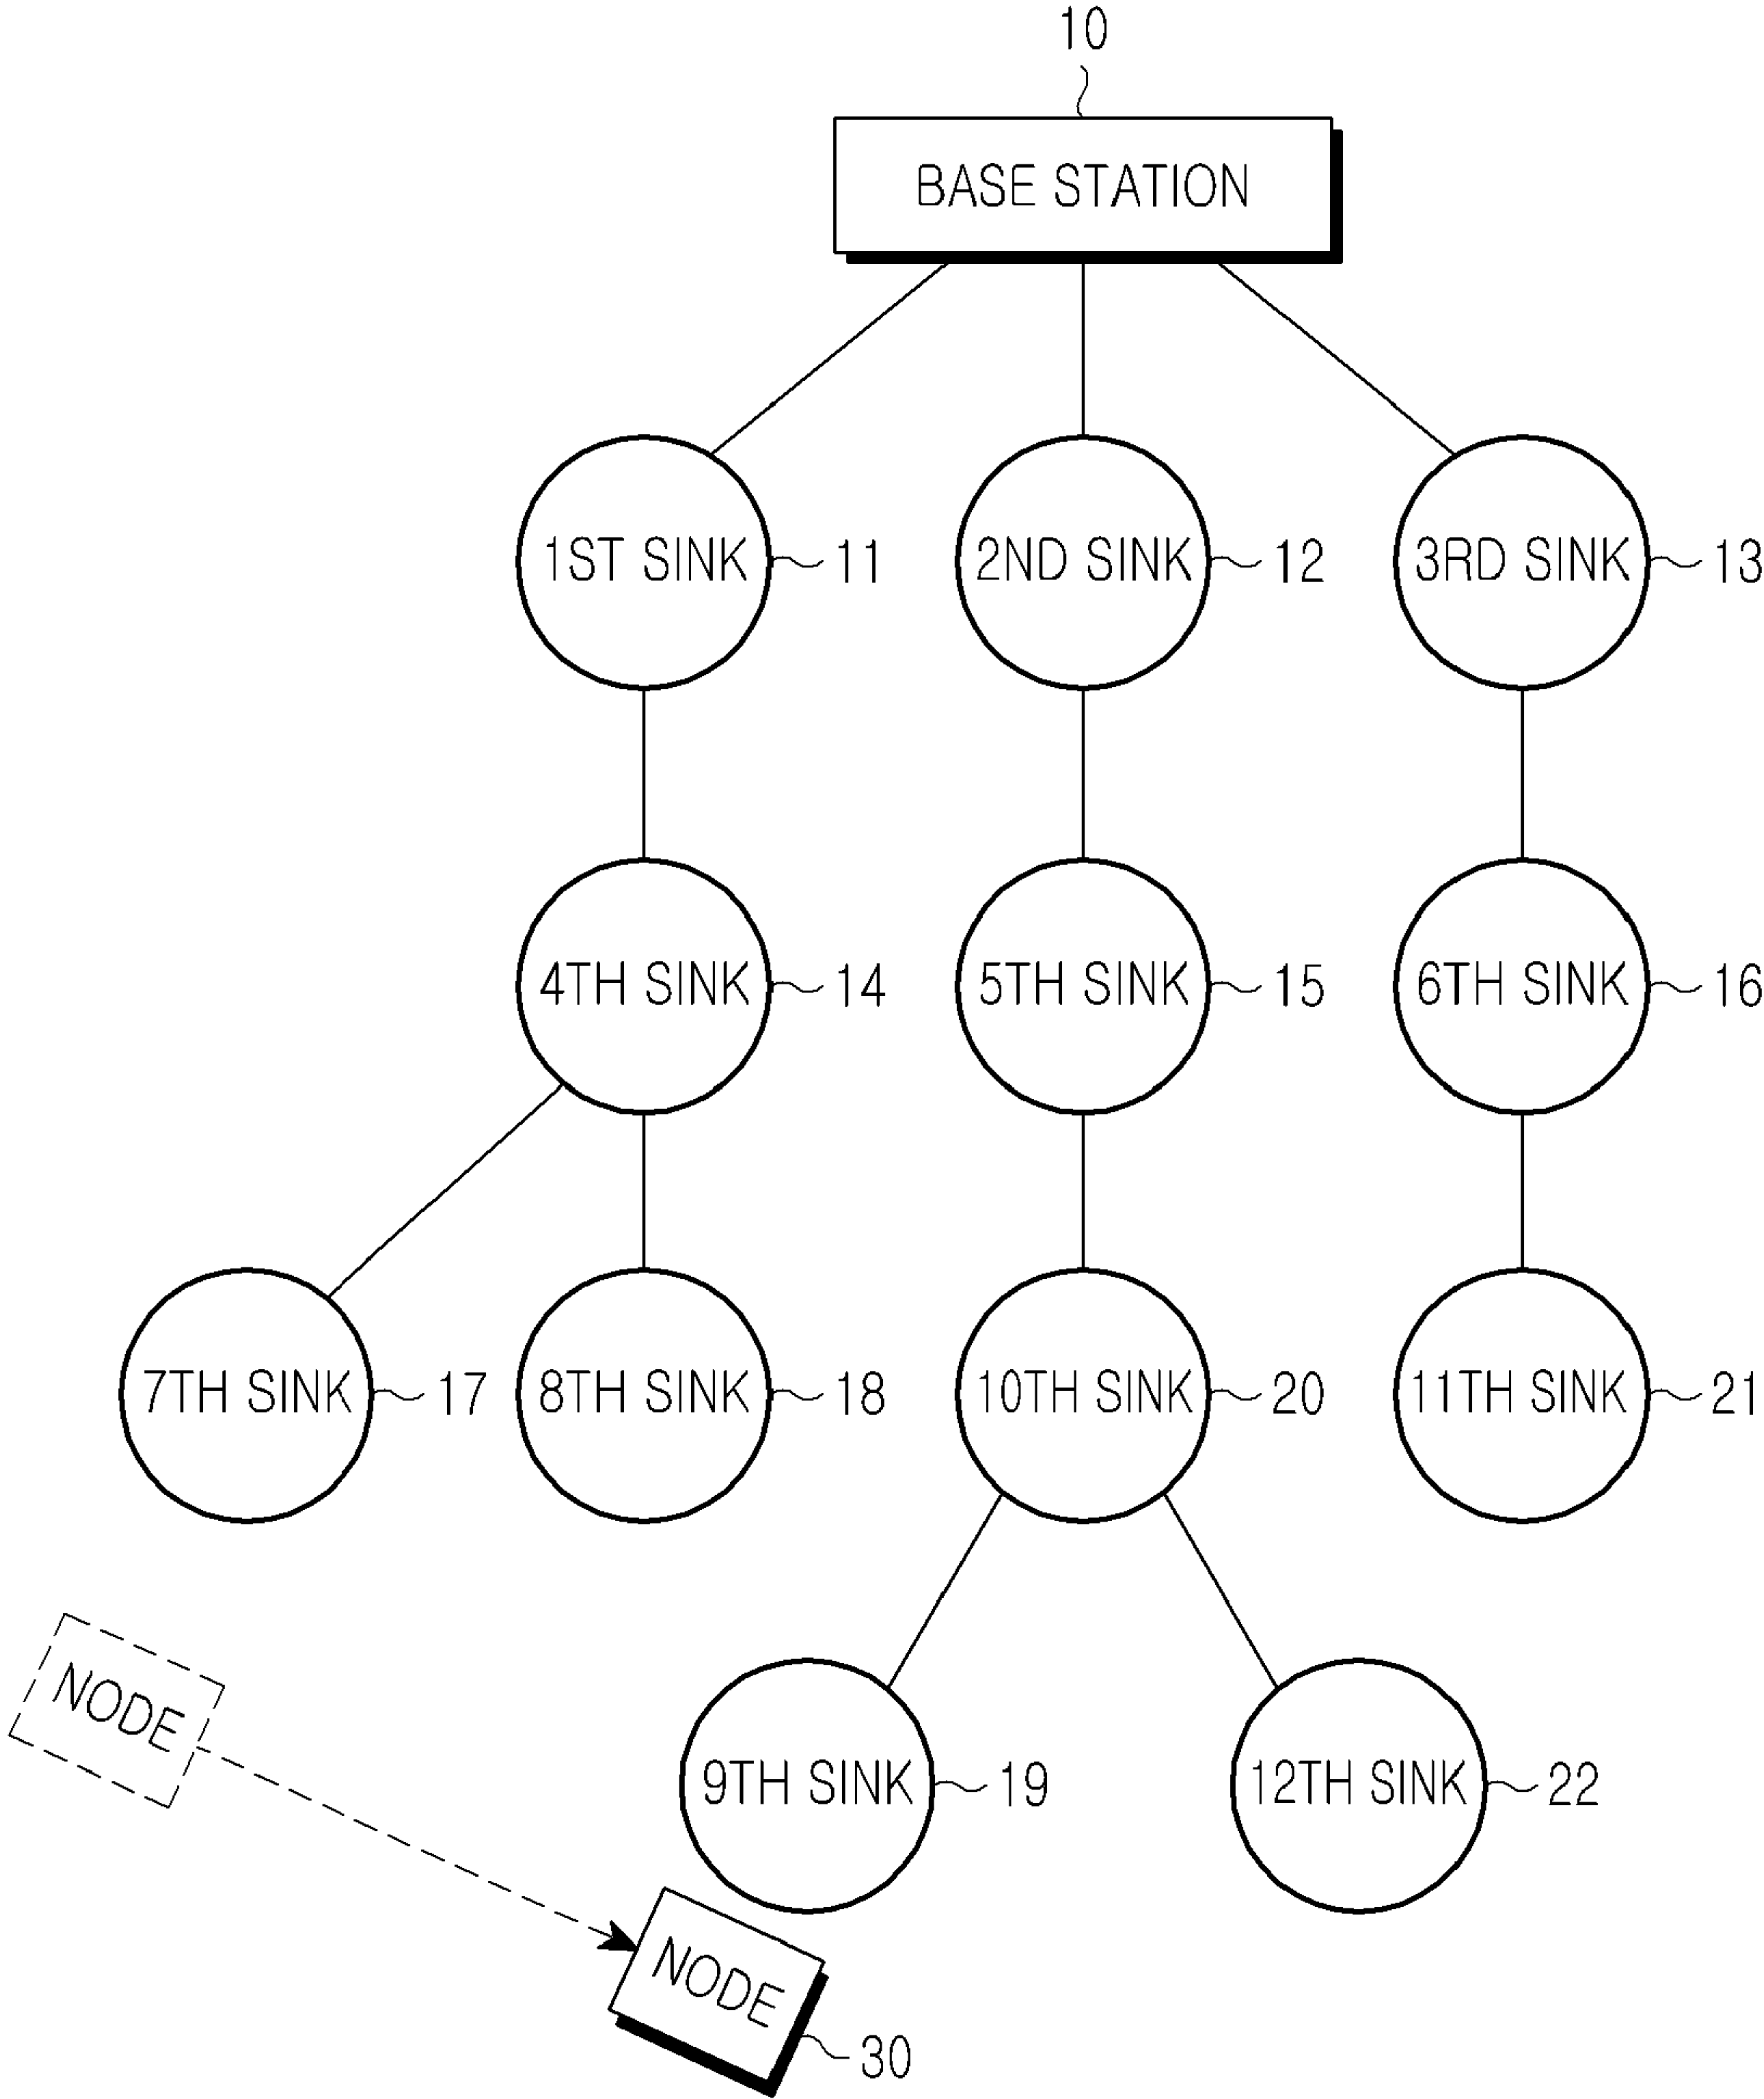 10
BASE STATION
1ST SINK 11
2ND SINK 12
3RD SINK 13
4TH SINK 14
5TH SINK 15
6TH SINK 16
7TH SINK 17
8TH SINK 18
10TH SINK 20
11TH SINK 21
9TH SINK 19
12TH SINK 22
NODE
NODE
30